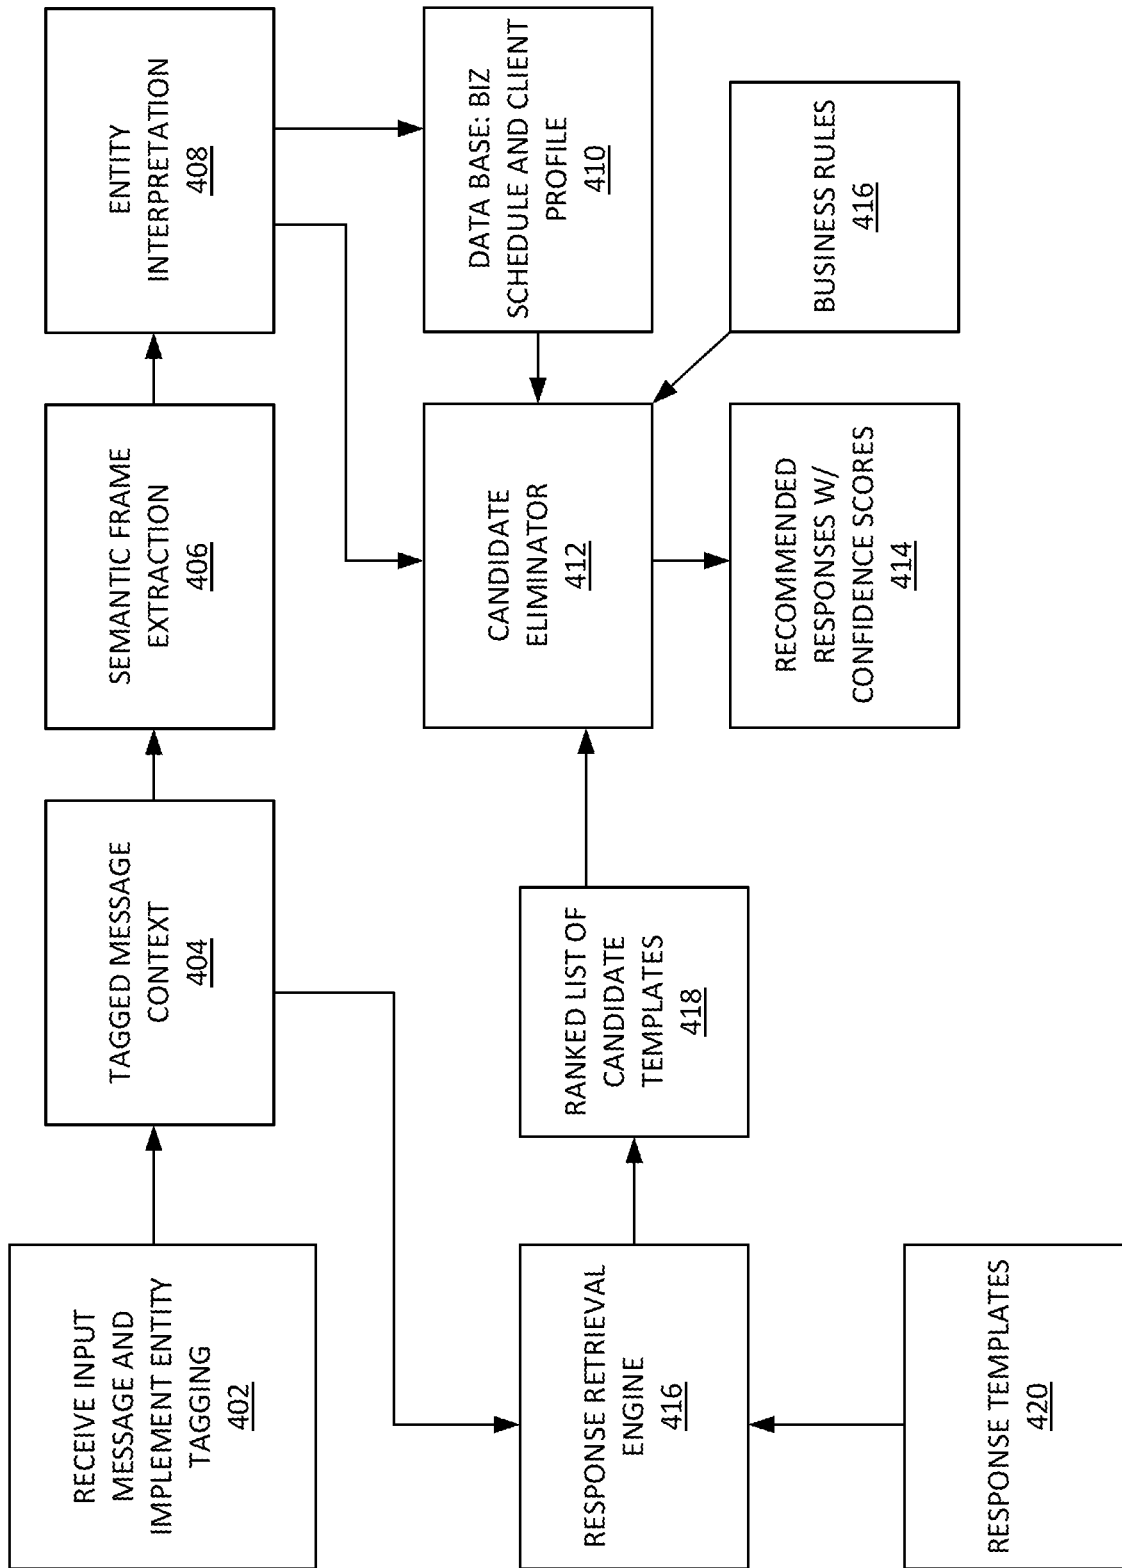 RECEIVE INPUT
MESSAGE AND
IMPLEMENT ENTITY
TAGGING
402
TAGGED MESSAGE
CONTEXT
404
SEMANTIC FRAME
EXTRACTION
406
ENTITY
INTERPRETATION
408
RESPONSE RETRIEVAL
ENGINE
416
RANKED LIST OF
CANDIDATE
TEMPLATES
418
CANDIDATE
ELIMINATOR
412
DATA BASE: BIZ
SCHEDULE AND CLIENT
PROFILE
410
RESPONSE TEMPLATES
420
RECOMMENDED
RESPONSES W/
CONFIDENCE SCORES
414
BUSINESS RULES
416